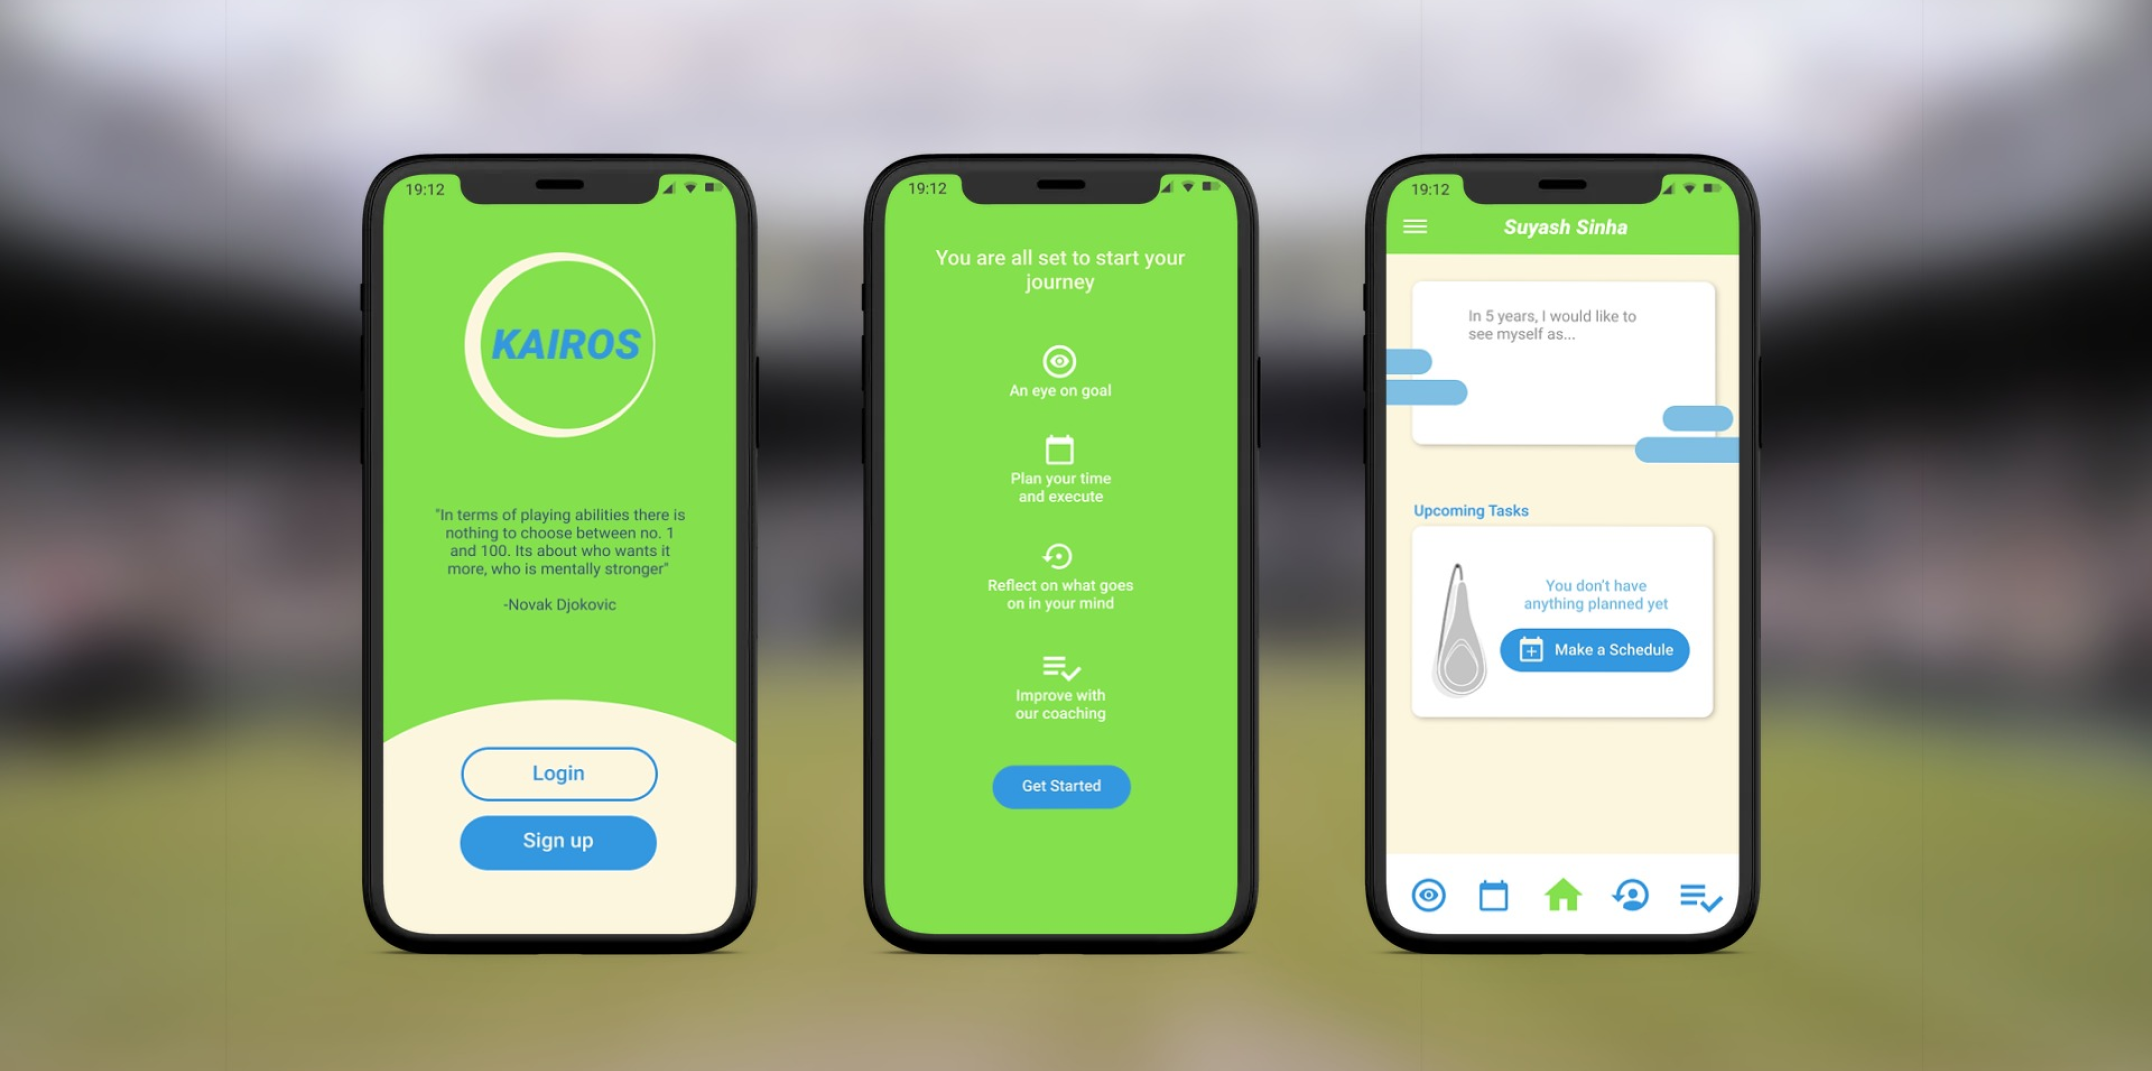 19:12
KAIROS
"In terms of playing abilities there is
nothing to choose between no. 1
and 100. Its about who wants it
more, who is mentally stronger"
-Novak Djokovic
Login
Sign up
19:12
You are all set to start your
journey
An eye on goal
Plan your time
and execute
Reflect on what goes
on in your mind
Improve with
our coaching
Get Started
19:12
Suyash Sinha
In 5 years, I would like to
see myself as...
Upcoming Tasks
You don't have
anything planned yet
Make a Schedule